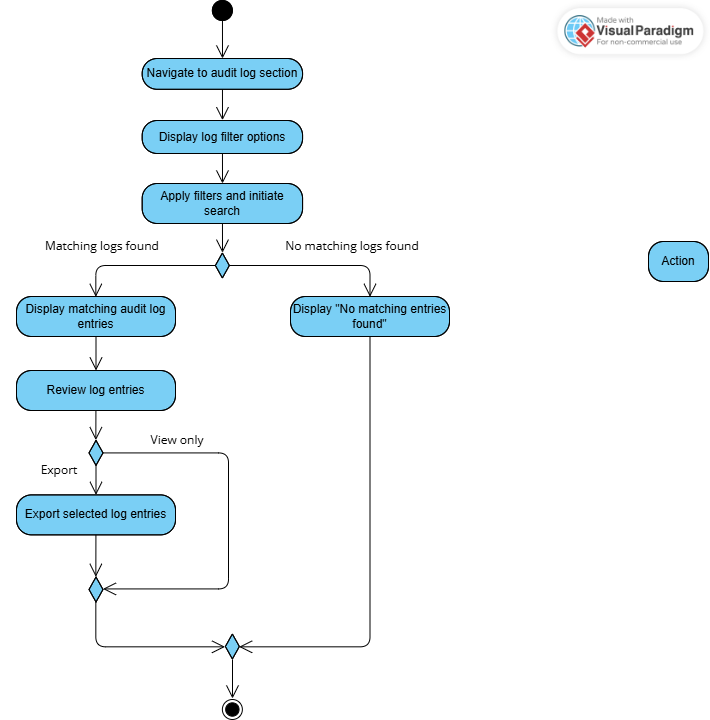 Made with
Visual Paradigm
For non-commercial use
Navigate to audit log section
Display log filter options
Apply filters and initiate
search
Matching logs found
No matching logs found
Action
Display matching audit log
entries
Display "No matching entries
found"
Review log entries
View only
Export
Export selected log entries